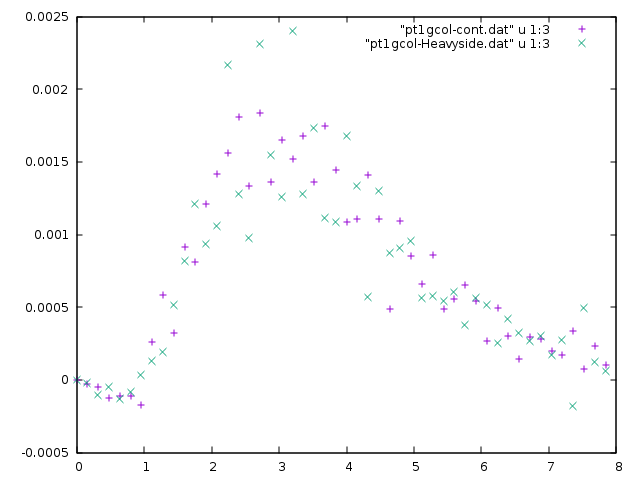 0.0025
"pt1gcol-cont.dat" u 1:3
"pt1gcol-Heavyside.dat" u 1:3
0.002
0.0015
0.001
0.0005
0
-0.0005
0 1 2 3 4 5 6 7 8